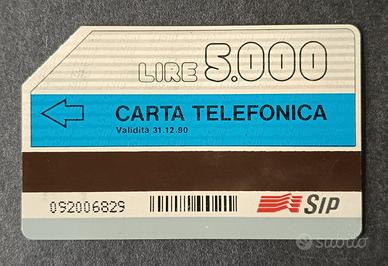 LIRE 5.000
CARTA TELEFONICA
Validità 31.12.90
092006829
SIP
subito